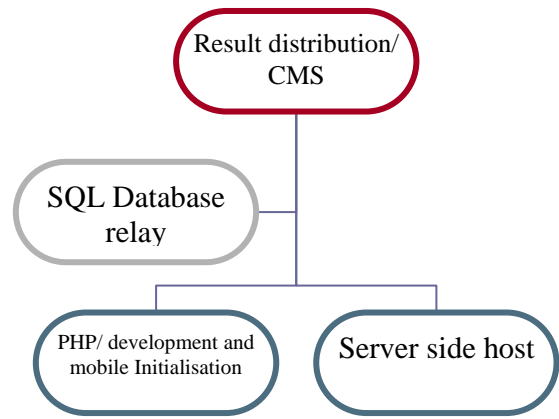 Result distribution/
CMS
SQL Database
relay
PHP/ development and
mobile Initialisation
Server side host